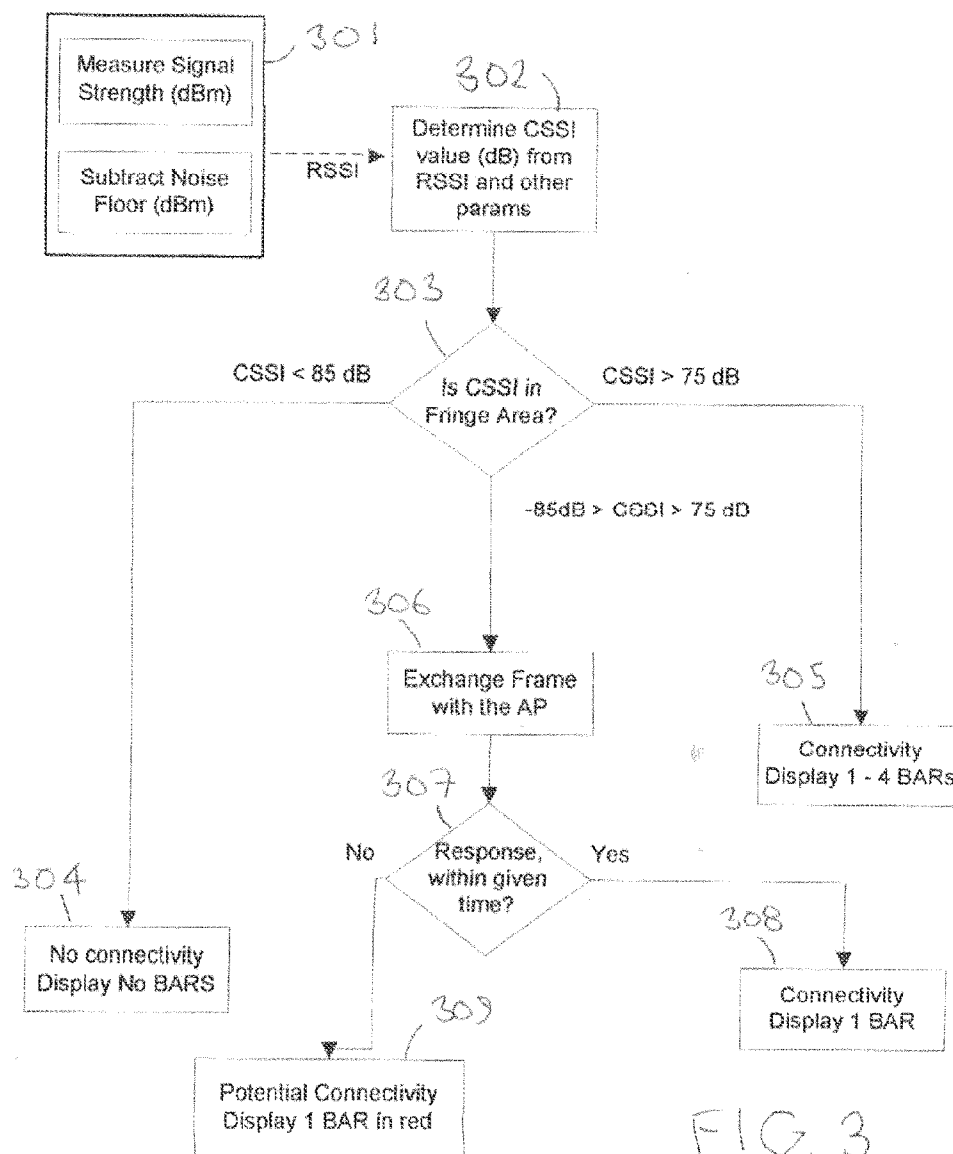 301
Measure Signal
Strength (dBm)
Subtract Noise
Floor (dBm)
RSSI
302
Determine CSSI
value (dB) from
RSSI and other
params
303
Is CSSI in
Fringe Area?
CSSI < 85 dB
CSSI > 75 dB
-85dB > CSSI > 75 dB
306
Exchange Frame
with the AP
305
Connectivity
Display 1 - 4 BARs
307
Response,
within given
time?
No
Yes
304
No connectivity
Display No BARS
308
Connectivity
Display 1 BAR
309
Potential Connectivity
Display 1 BAR in red
FIG. 3